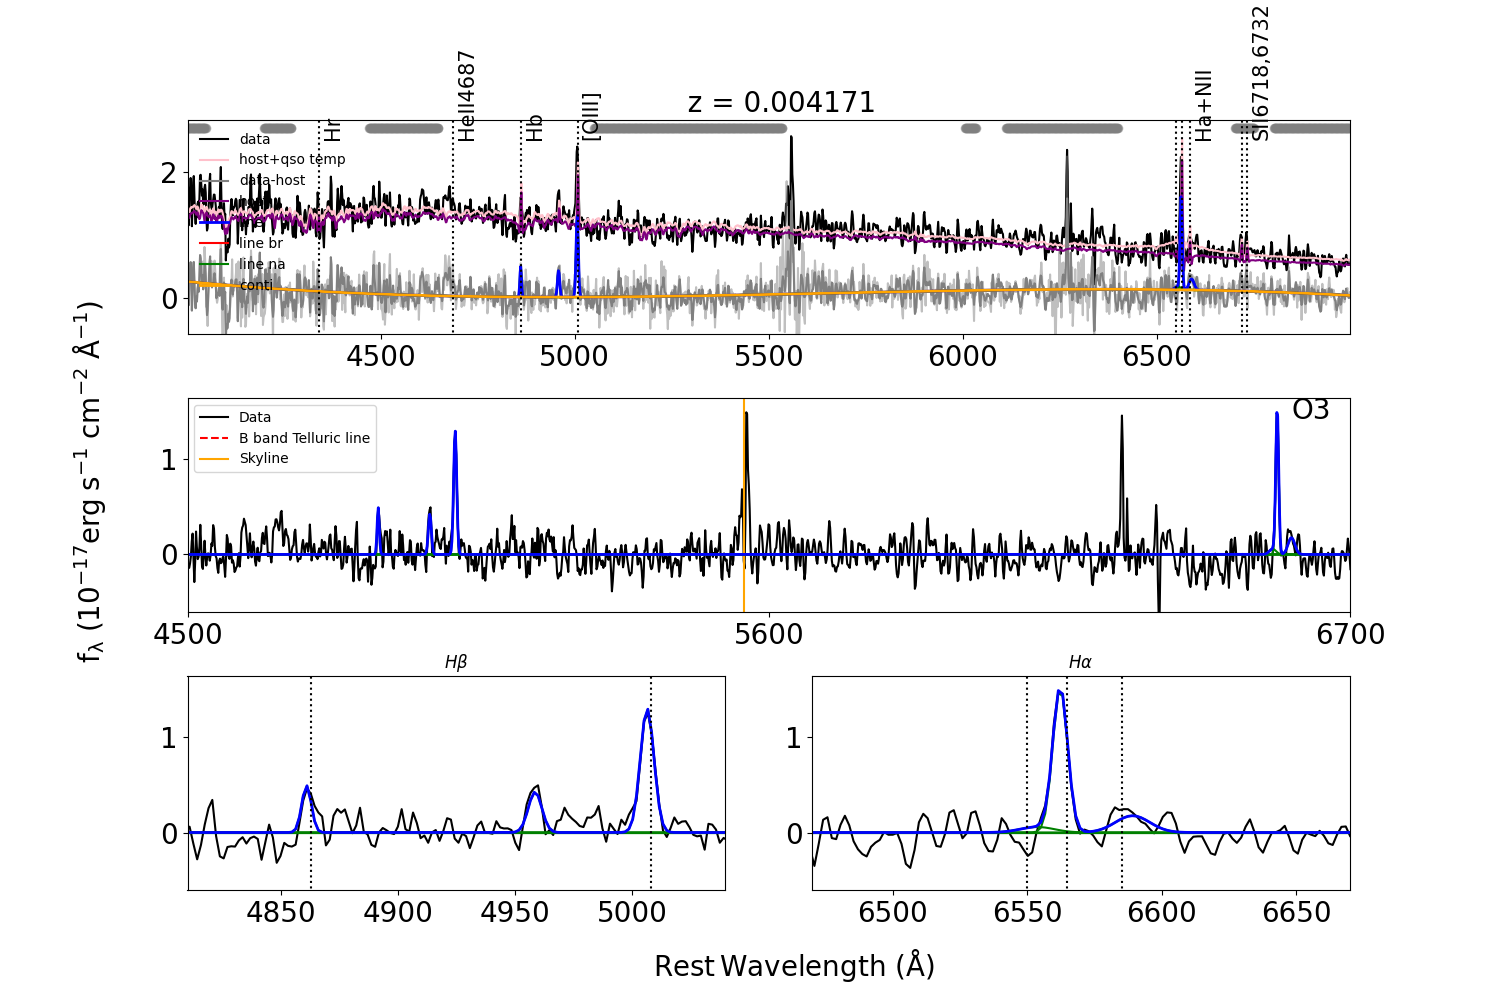 z = 0.004171
Hr
HeII4687
Hb
[OIII]
Ha+NII
SII6718,6732
data
host+qso temp
data-host
line br
line na
conti
2
0
4500
5000
5500
6000
6500
Data
B band Telluric line
Skyline
O3
1
0
4500
5600
6700
fλ (10−17erg s−1 cm−2 Å−1)
Hβ
1
0
4850
4900
4950
5000
Hα
1
0
6500
6550
6600
6650
Rest Wavelength (Å)